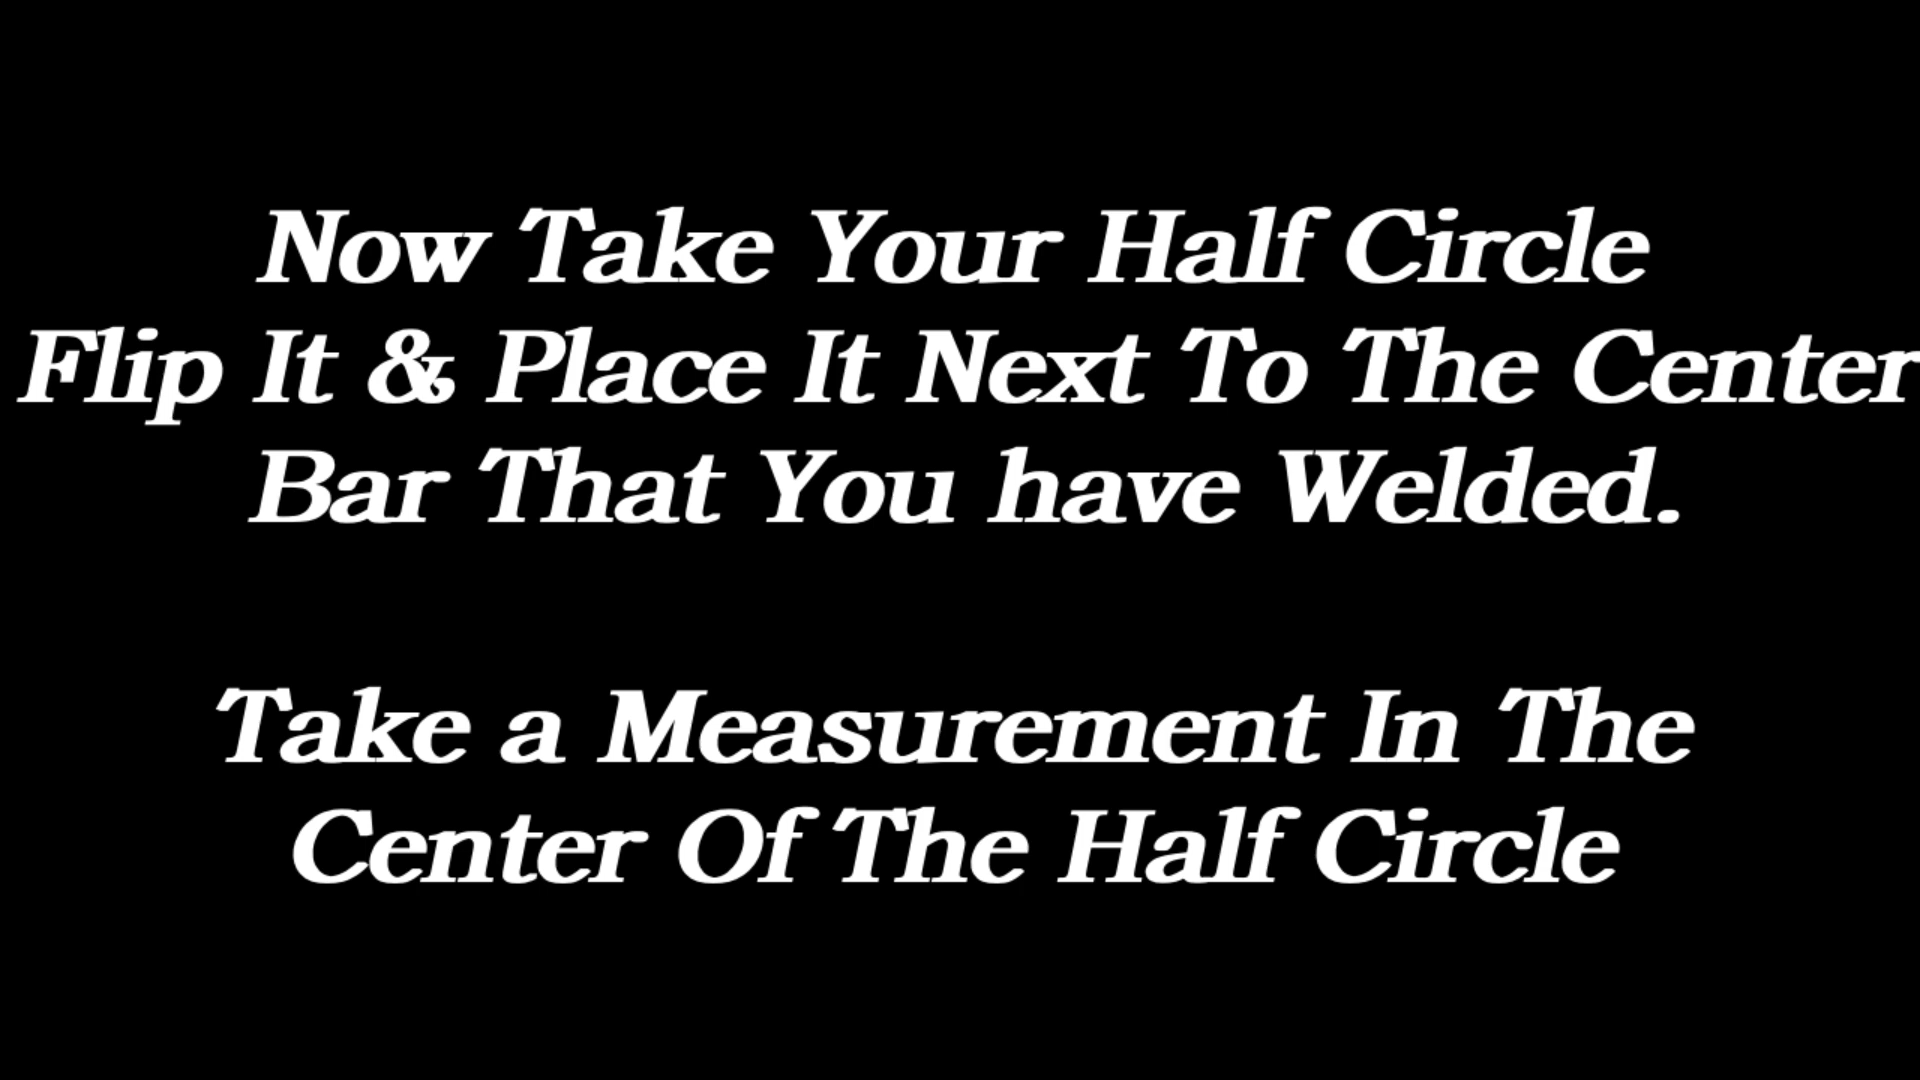 Now Take Your Half Circle
Flip It & Place It Next To The Center
Bar That You have Welded.
Take a Measurement In The
Center Of The Half Circle